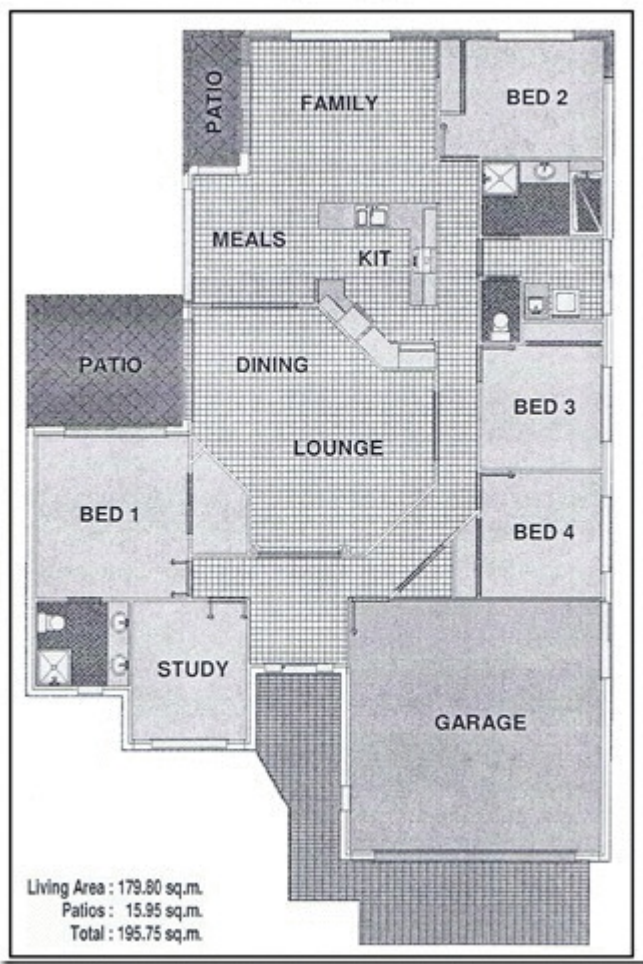 PATIO
FAMILY
BED 2
MEALS
KIT
PATIO
DINING
BED 3
LOUNGE
BED 1
BED 4
STUDY
GARAGE
Living Area : 179.80 sq.m.
Patios : 15.95 sq.m.
Total : 195.75 sq.m.